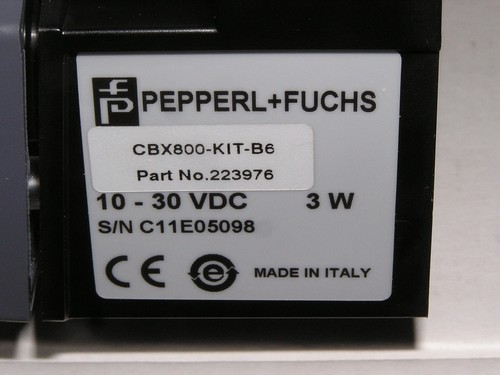 PEPPERL+FUCHS
CBX800-KIT-B6
Part No.223976
10 - 30 VDC 3 W
S/N C11E05098
CE
MADE IN ITALY